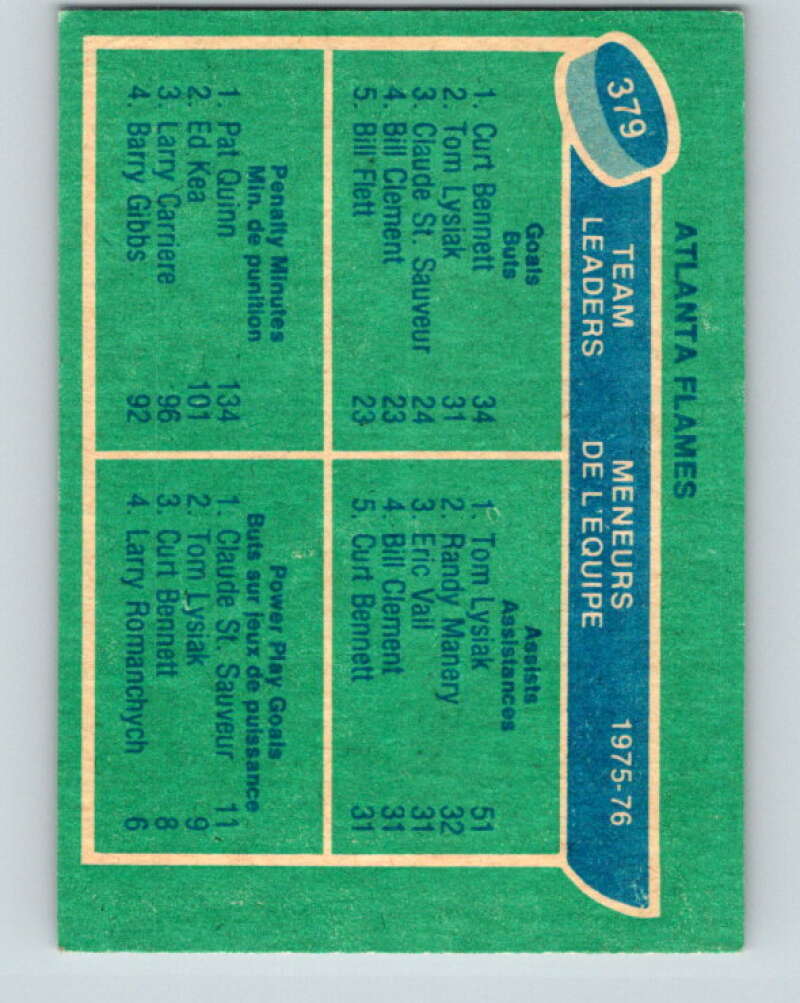 ATLANTA FLAMES
379
TEAM LEADERS
MENEURS DE L'EQUIPE
1975-76
Goals
Buts
1. Curt Bennett 34
2. Tom Lysiak 31
3. Claude St. Sauveur 24
4. Bill Clement 23
5. Bill Flett 23
Assists
Assistances
1. Tom Lysiak 51
2. Randy Manery 32
3. Eric Vail 31
4. Bill Clement 31
5. Curt Bennett 31
Penalty Minutes
Min. de punition
1. Pat Quinn 134
2. Ed Kea 101
3. Larry Carriere 96
4. Barry Gibbs 92
Power Play Goals
Buts sur jeux de puissance
1. Claude St. Sauveur 11
2. Tom Lysiak 9
3. Curt Bennett 8
4. Larry Romanchych 6